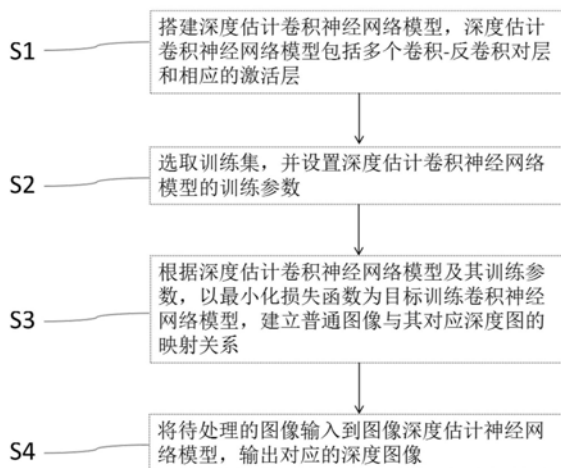 S1
搭建深度估计卷积神经网络模型，深度估计
卷积神经网络模型包括多个卷积-反卷积对层
和相应的激活层
S2
选取训练集，并设置深度估计卷积神经网络
模型的训练参数
S3
根据深度估计卷积神经网络模型及其训练参
数，以最小化损失函数为目标训练卷积神经
网络模型，建立普通图像与其对应深度图的
映射关系
S4
将待处理的图像输入到图像深度估计神经网
络模型，输出对应的深度图像